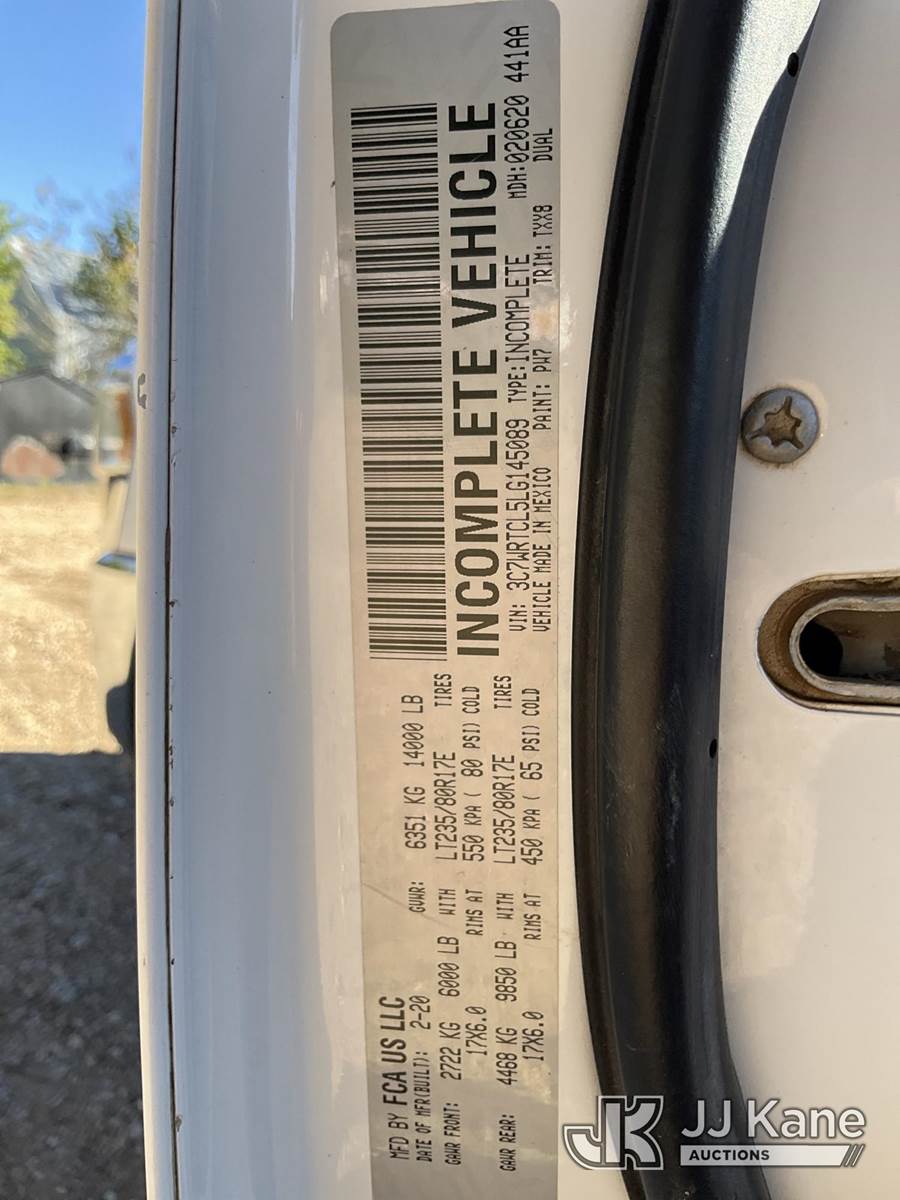 MFD BY FCA US LLC
DATE OF MFR(BUILT): 2-20 GVWR: 6351 KG 14000 LB
GAWR FRONT: 2722 KG 6000 LB WITH LT235/80R17E TIRES
17X6.0 RIMS AT 550 KPA ( 80 PSI) COLD
GAWR REAR: 4468 KG 9850 LB WITH LT235/80R17E TIRES
17X6.0 RIMS AT 450 KPA ( 65 PSI) COLD
INCOMPLETE VEHICLE
VIN: 3C7WRTCL5LG145089 TYPE:INCOMPLETE MDH:020620 441AA
VEHICLE MADE IN MEXICO PAINT: PW7 TRIM: TXX8 DUAL
JK JJ Kane
AUCTIONS